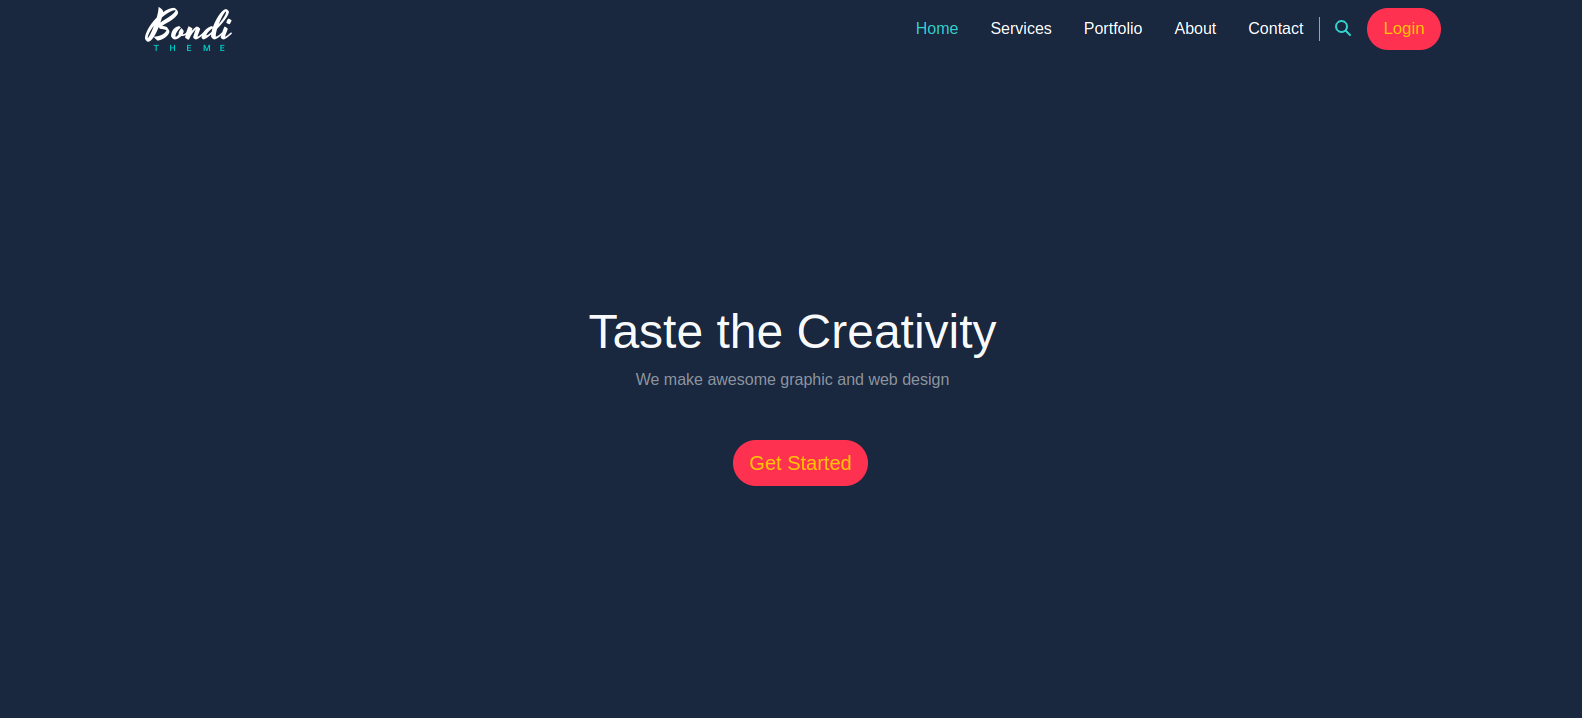 Bondi
THEME
Home Services Portfolio About Contact Login
Taste the Creativity
We make awesome graphic and web design
Get Started